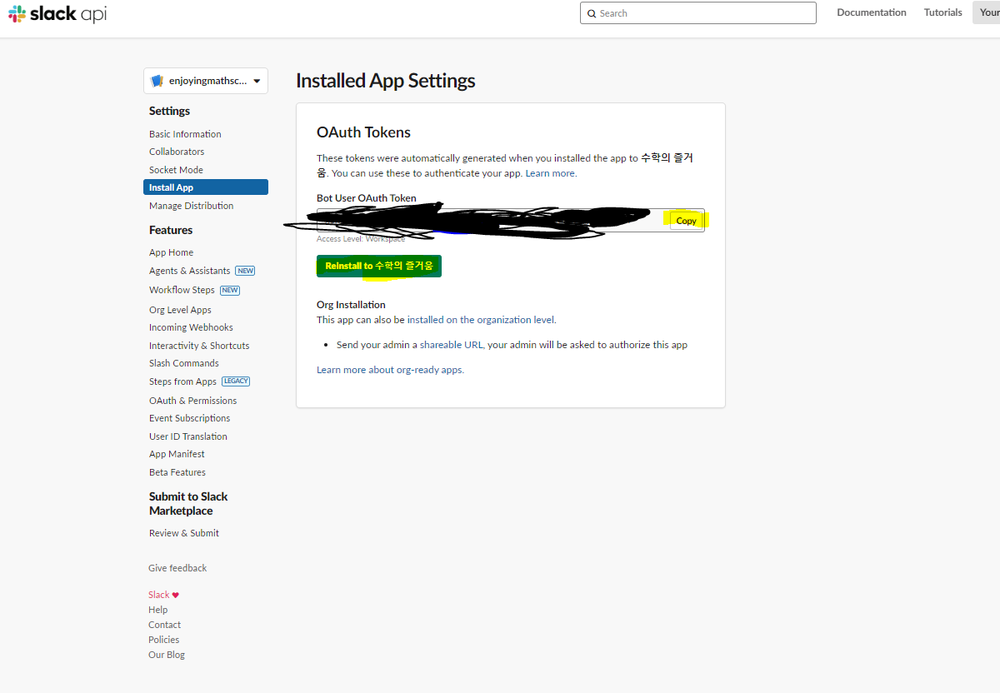 slack api
Search
Documentation
Tutorials
Your
enjoyingmathsc...
Installed App Settings
Settings
Basic Information
Collaborators
Socket Mode
Install App
Manage Distribution
Features
App Home
Agents & Assistants NEW
Workflow Steps NEW
Org Level Apps
Incoming Webhooks
Interactivity & Shortcuts
Slash Commands
Steps from Apps LEGACY
OAuth & Permissions
Event Subscriptions
User ID Translation
App Manifest
Beta Features
Submit to Slack
Marketplace
Review & Submit
Give feedback
Slack ♥
Help
Contact
Policies
Our Blog
OAuth Tokens
These tokens were automatically generated when you installed the app to 수학의 즐거
움. You can use these to authenticate your app. Learn more.
Bot User OAuth Token
Copy
Access Level: Workspace
Reinstall to 수학의 즐거움
Org Installation
This app can also be installed on the organization level.
• Send your admin a shareable URL, your admin will be asked to authorize this app
Learn more about org-ready apps.